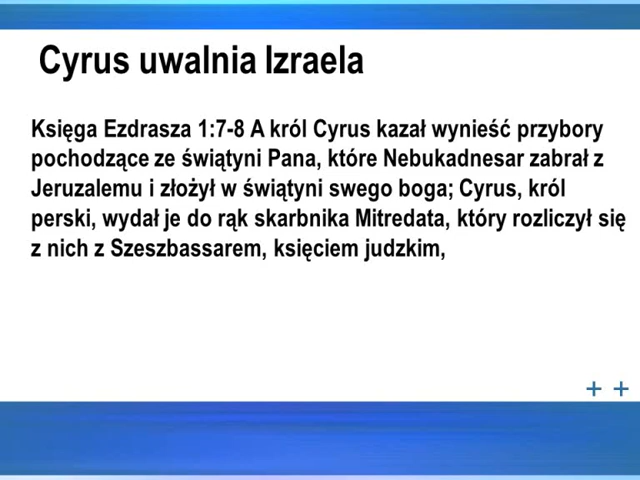 Cyrus uwalnia Izraela
Księga Ezdrasza 1:7-8 A król Cyrus kazał wynieść przybory
pochodzące ze świątyni Pana, które Nebukadnesar zabrał z
Jeruzalemu i złożył w świątyni swego boga; Cyrus, król
perski, wydał je do rąk skarbnika Mitredata, który rozliczył się
z nich z Szeszbassarem, księciem judzkim,
+ +